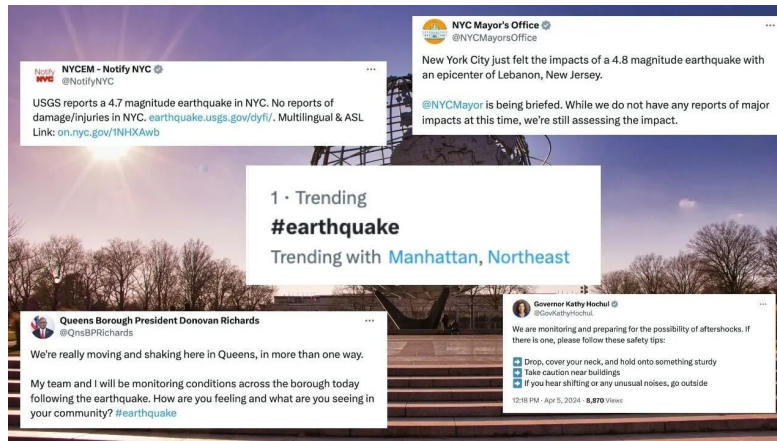 Notify
NYC
NYCEM - Notify NYC
@NotifyNYC
USGS reports a 4.7 magnitude earthquake in NYC. No reports of
damage/injuries in NYC. earthquake.usgs.gov/dyfi/. Multilingual & ASL
Link: on.nyc.gov/1NHXAwb
NYC Mayor's Office
@NYCMayorsOffice
New York City just felt the impacts of a 4.8 magnitude earthquake with
an epicenter of Lebanon, New Jersey.
@NYCMayor is being briefed. While we do not have any reports of major
impacts at this time, we're still assessing the impact.
1 · Trending
#earthquake
Trending with Manhattan, Northeast
Queens Borough President Donovan Richards
@QnsBPRichards
We're really moving and shaking here in Queens, in more than one way.
My team and I will be monitoring conditions across the borough today
following the earthquake. How are you feeling and what are you seeing in
your community? #earthquake
Governor Kathy Hochul
@GovKathyHochul
We are monitoring and preparing for the possibility of aftershocks. If
there is one, please follow these safety tips:
Drop, cover your neck, and hold onto something sturdy
Take caution near buildings
If you hear shifting or any unusual noises, go outside
12:18 PM · Apr 5, 2024 · 8,870 Views